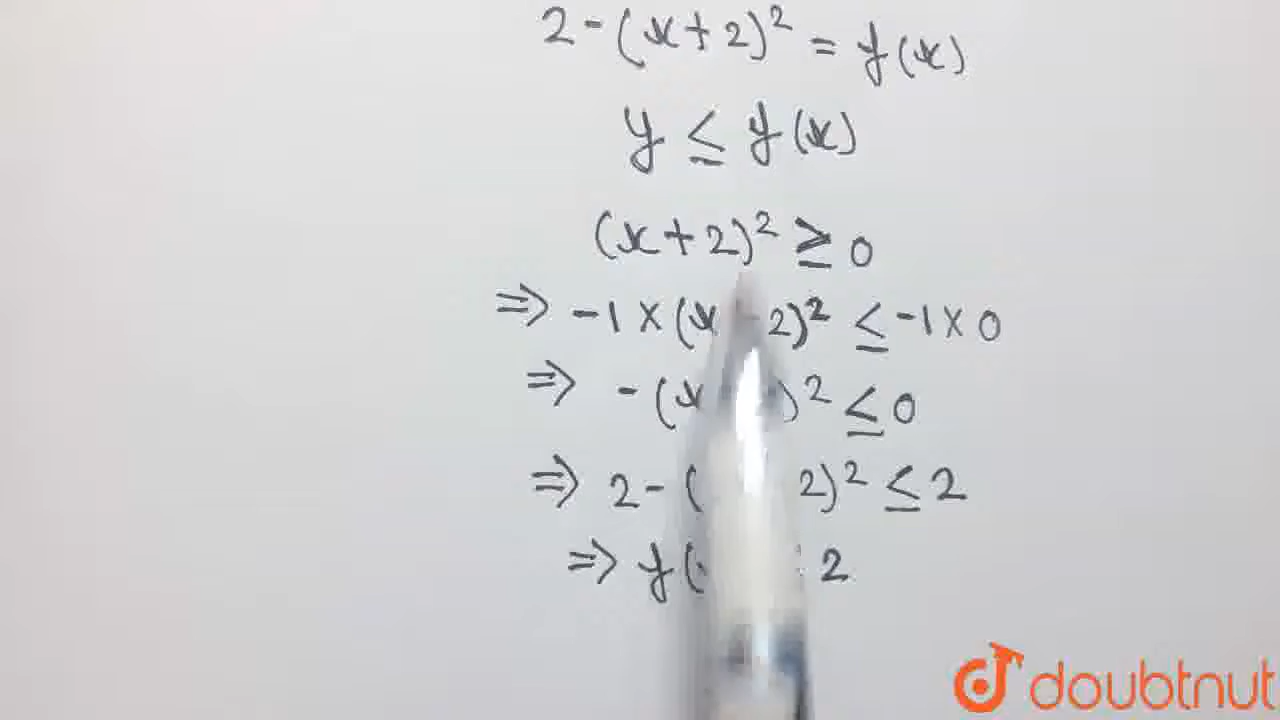 2 - (x + 2)² = f(x)
y ≤ f(x)
(x + 2)² ≥ 0
⇒ -1 × (x 2)² ≤ -1 × 0
⇒ - (x )² ≤ 0
⇒ 2 - ( 2)² ≤ 2
⇒ f( 2
doubtnut